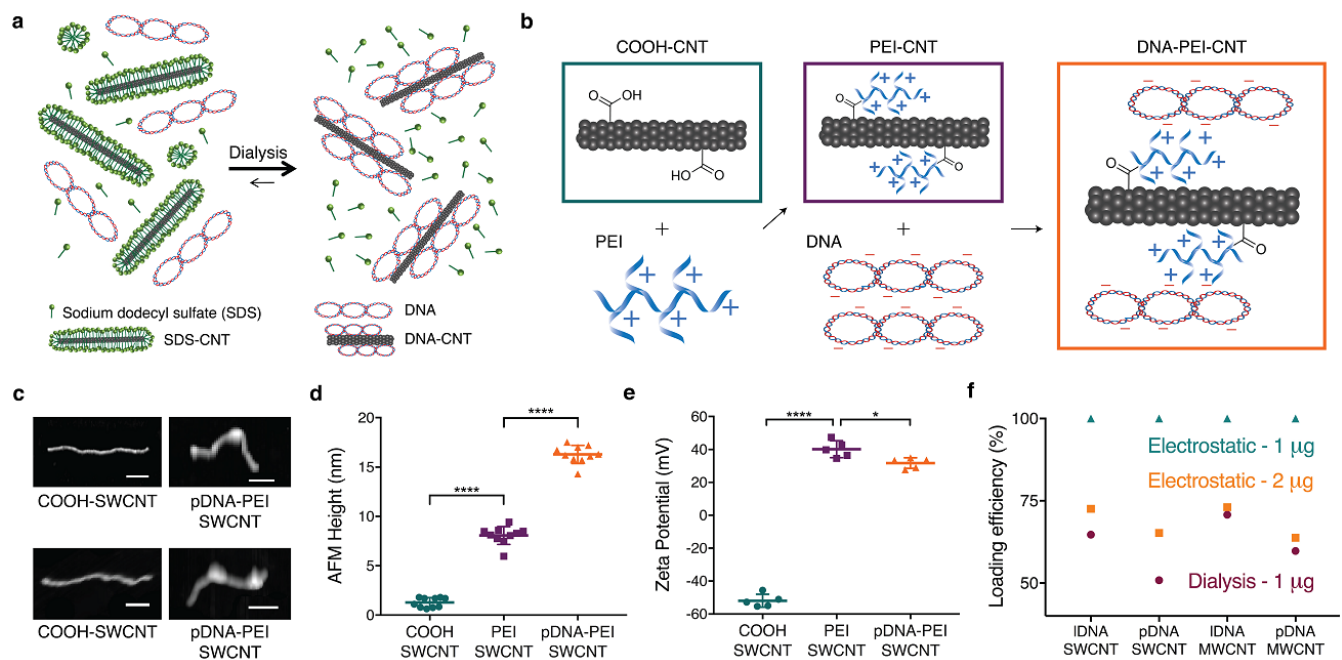 a
Dialysis
Sodium dodecyl sulfate (SDS)
SDS-CNT
DNA
DNA-CNT
b
COOH-CNT
PEI-CNT
DNA-PEI-CNT
O
OH
HO
O
O
O
O
O
PEI
+
DNA
+
c
COOH-SWCNT
pDNA-PEI
SWCNT
COOH-SWCNT
pDNA-PEI
SWCNT
d
AFM Height (nm)
20
15
10
5
0
****
****
COOH
SWCNT
PEI
SWCNT
pDNA-PEI
SWCNT
e
Zeta Potential (mV)
60
40
20
0
-20
-40
-60
****
*
COOH
SWCNT
PEI
SWCNT
pDNA-PEI
SWCNT
f
Loading efficiency (%)
100
75
50
Electrostatic - 1 μg
Electrostatic - 2 μg
Dialysis - 1 μg
lDNA
SWCNT
pDNA
SWCNT
lDNA
MWCNT
pDNA
MWCNT